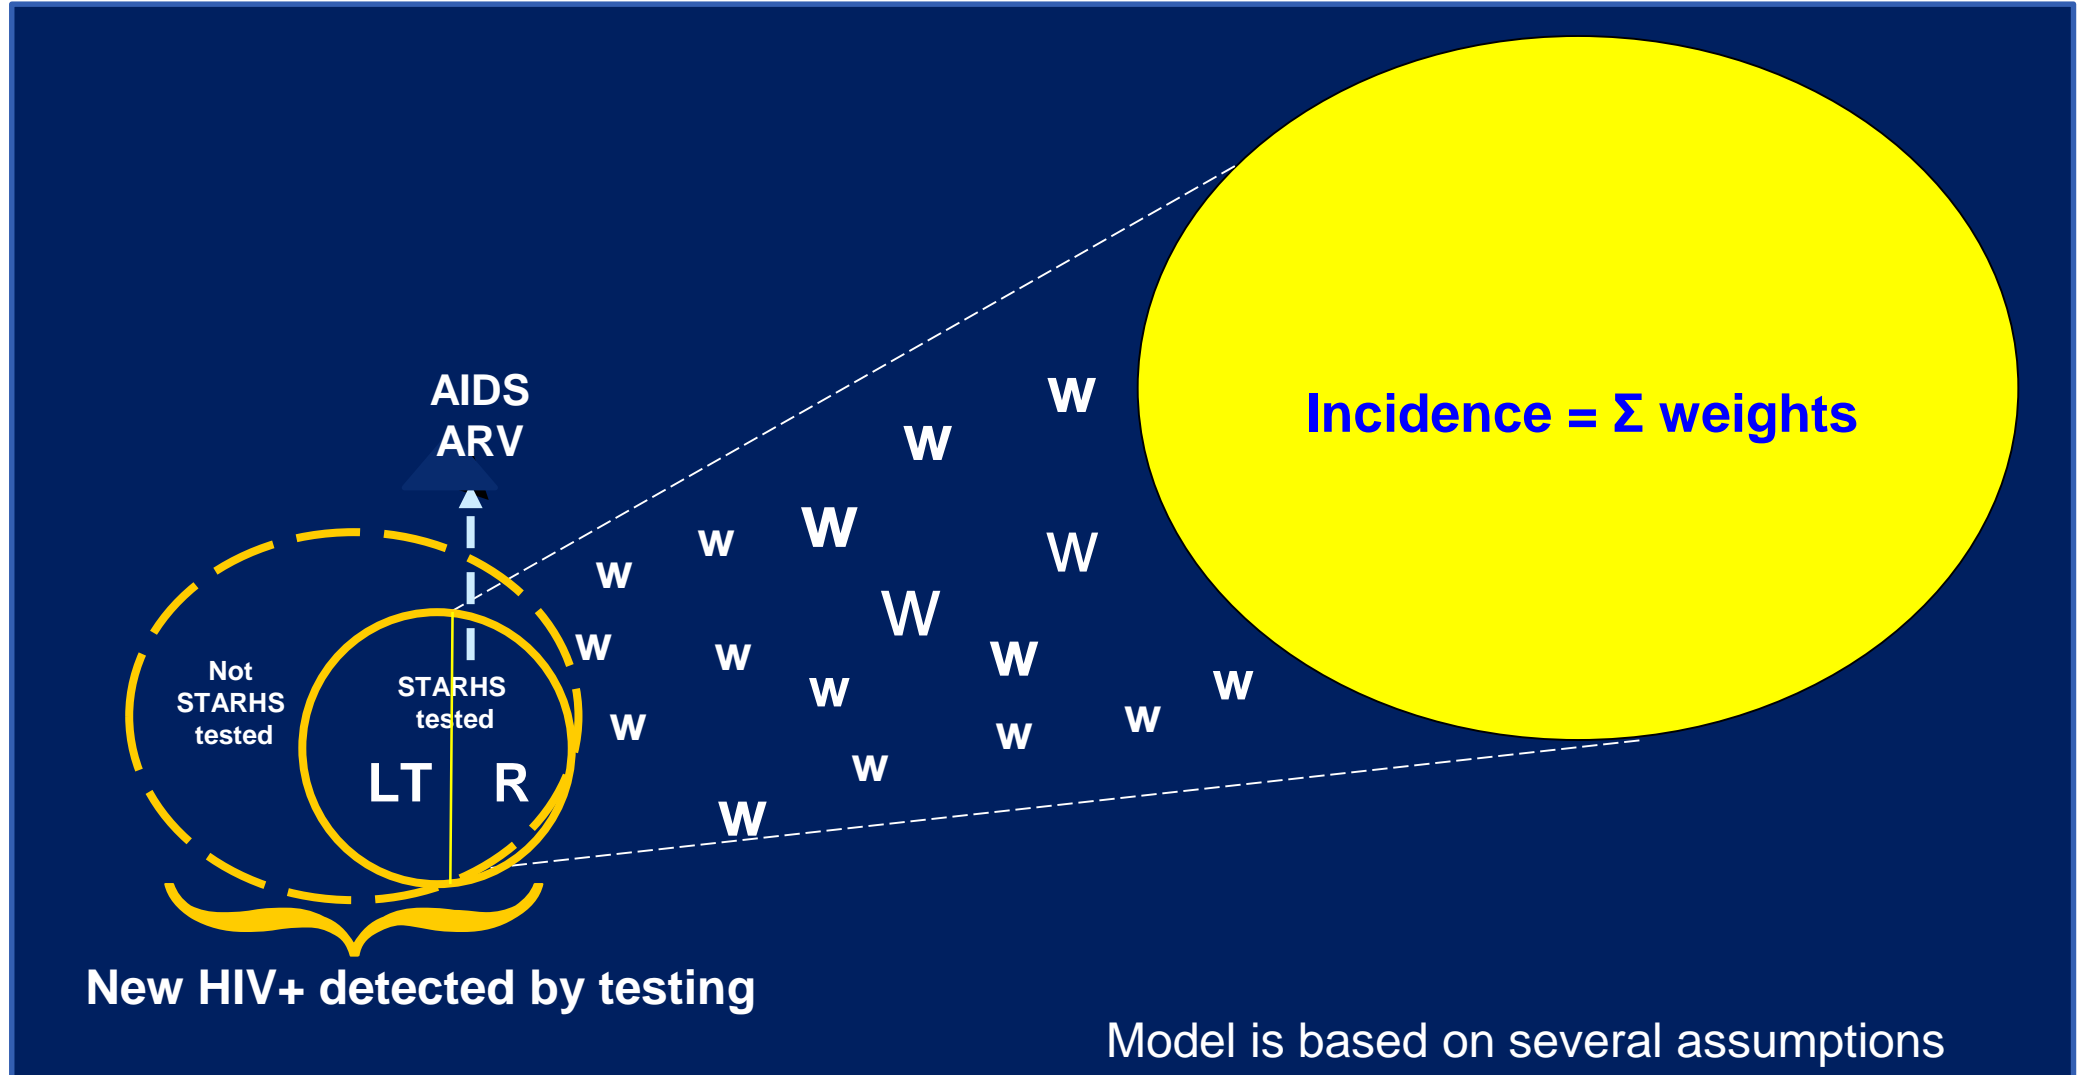 AIDS
ARV
Incidence = Σ weights
w
w
w
w
w
W
W
w
w
w
w
w
w
w
w
w
w
w
Not
STARHS
tested
STARHS
tested
LT R
New HIV+ detected by testing
Model is based on several assumptions